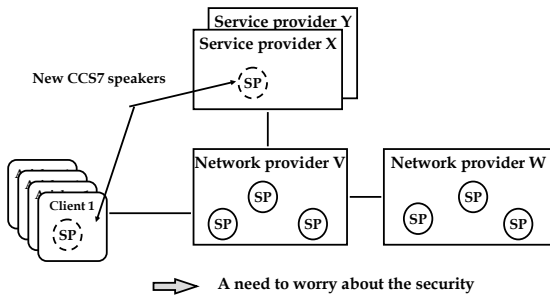 Service provider Y
Service provider X
New CCS7 speakers
SP
Network provider V
Network provider W
Client 1
SP
SP
SP
SP
SP
SP
SP
A need to worry about the security